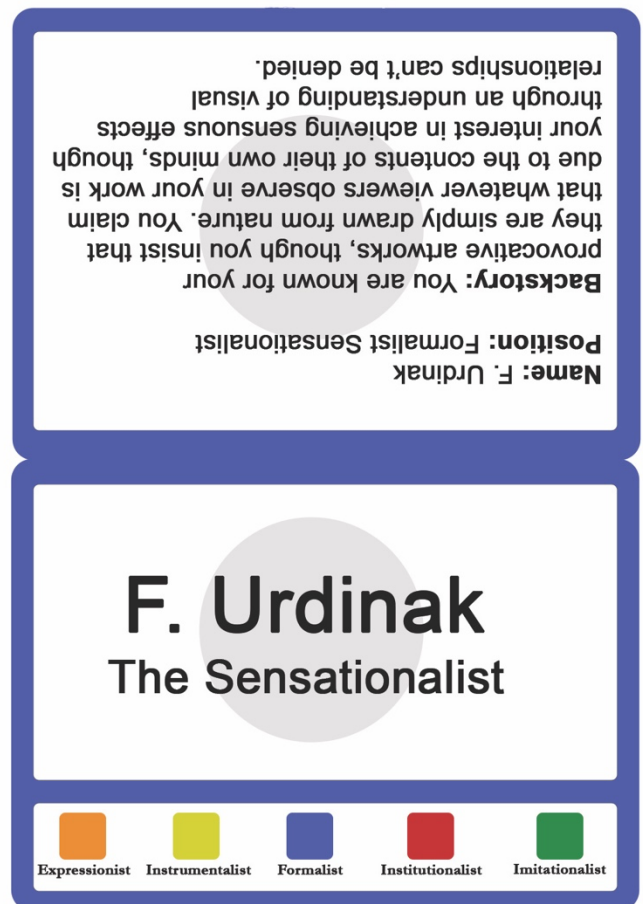 Name: F. Urdinak
Position: Formalist Sensationalist
Backstory: You are known for your
provocative artworks, though you insist that
they are simply drawn from nature. You claim
that whatever viewers observe in your work is
due to the contents of their own minds, though
your interest in achieving sensuous effects
through an understanding of visual
relationships can't be denied.
F. Urdinak
The Sensationalist
Expressionist Instrumentalist Formalist Institutionalist Imitationalist